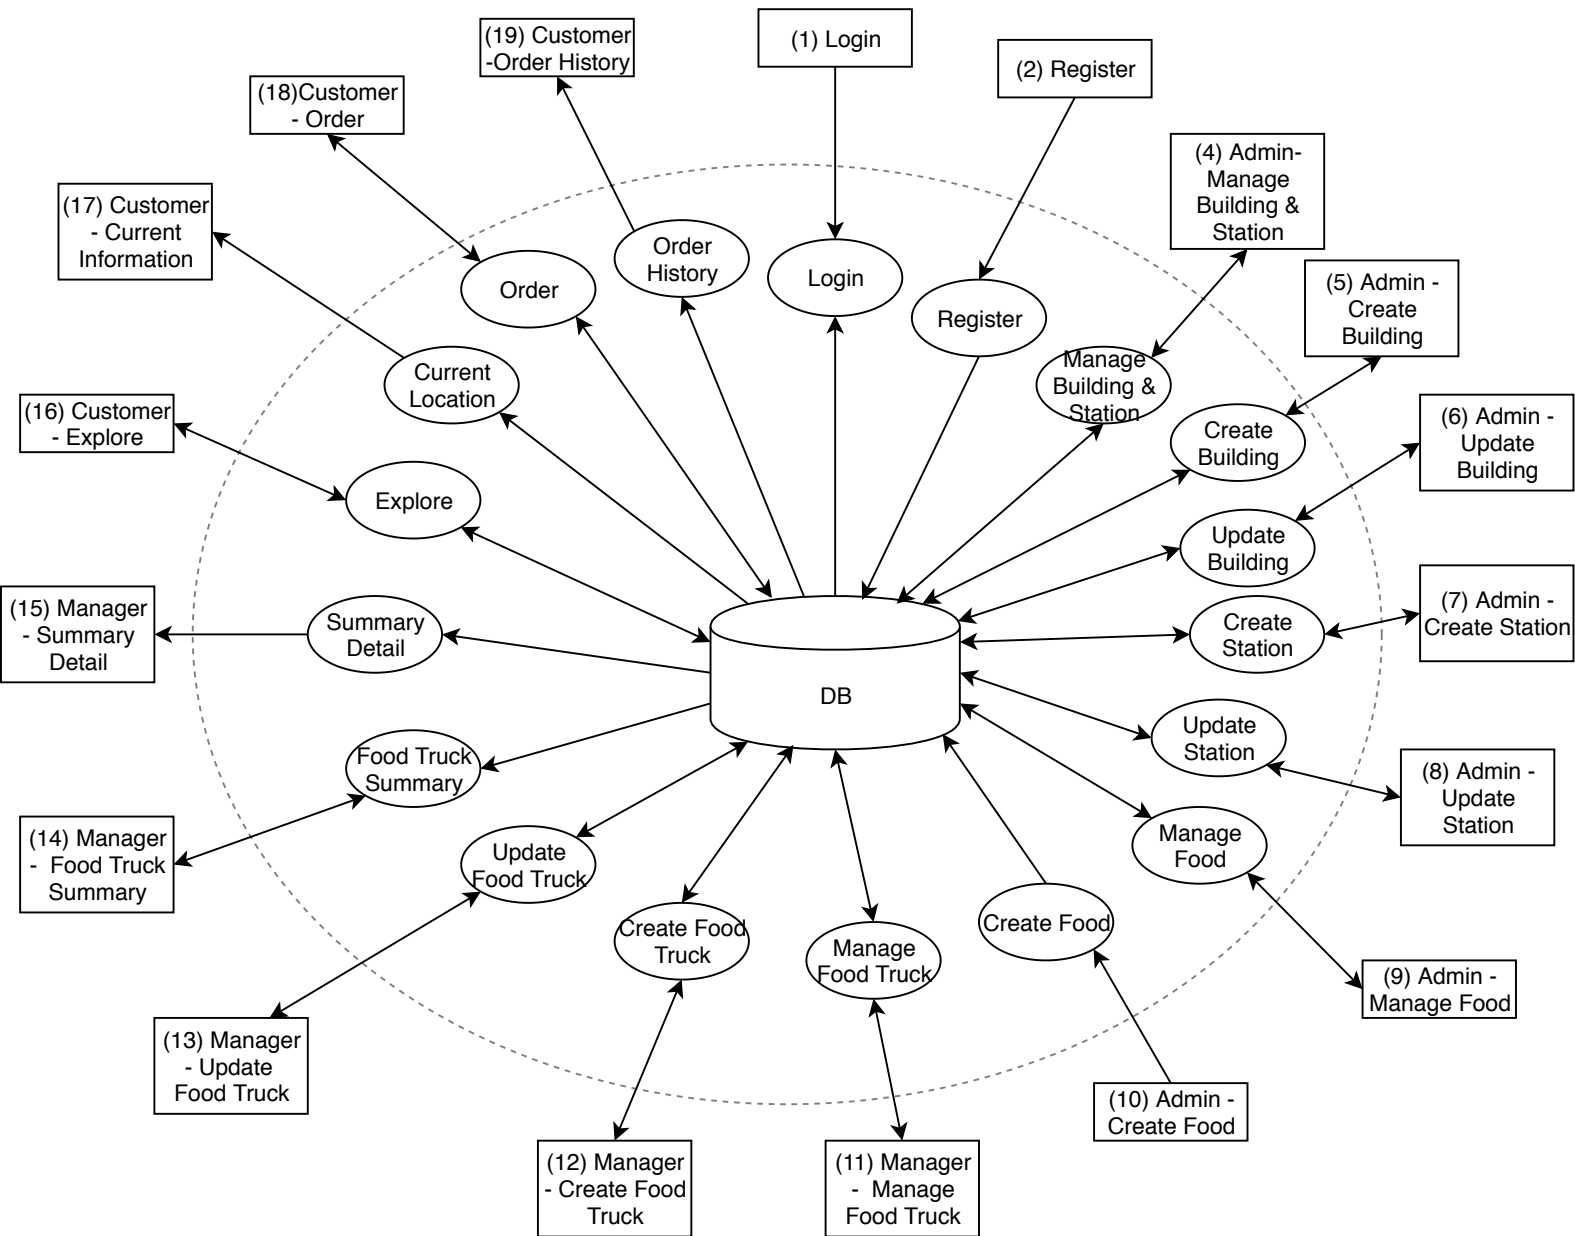 (19) Customer
-Order History
(1) Login
(2) Register
(18)Customer
- Order
(4) Admin-
Manage
Building &
Station
(17) Customer
- Current
Information
(5) Admin -
Create
Building
(16) Customer
- Explore
(6) Admin -
Update
Building
(15) Manager
- Summary
Detail
(7) Admin -
Create Station
(14) Manager
-  Food Truck
Summary
(8) Admin -
Update
Station
(13) Manager
- Update
Food Truck
(9) Admin -
Manage Food
(12) Manager
- Create Food
Truck
(11) Manager
-  Manage
Food Truck
(10) Admin -
Create Food
Order
History
Login
Order
Register
Current
Location
Manage
Building &
Station
Create
Building
Explore
Update
Building
Summary
Detail
Create
Station
DB
Food Truck
Summary
Update
Station
Update
Food Truck
Manage
Food
Create Food
Truck
Manage
Food Truck
Create Food